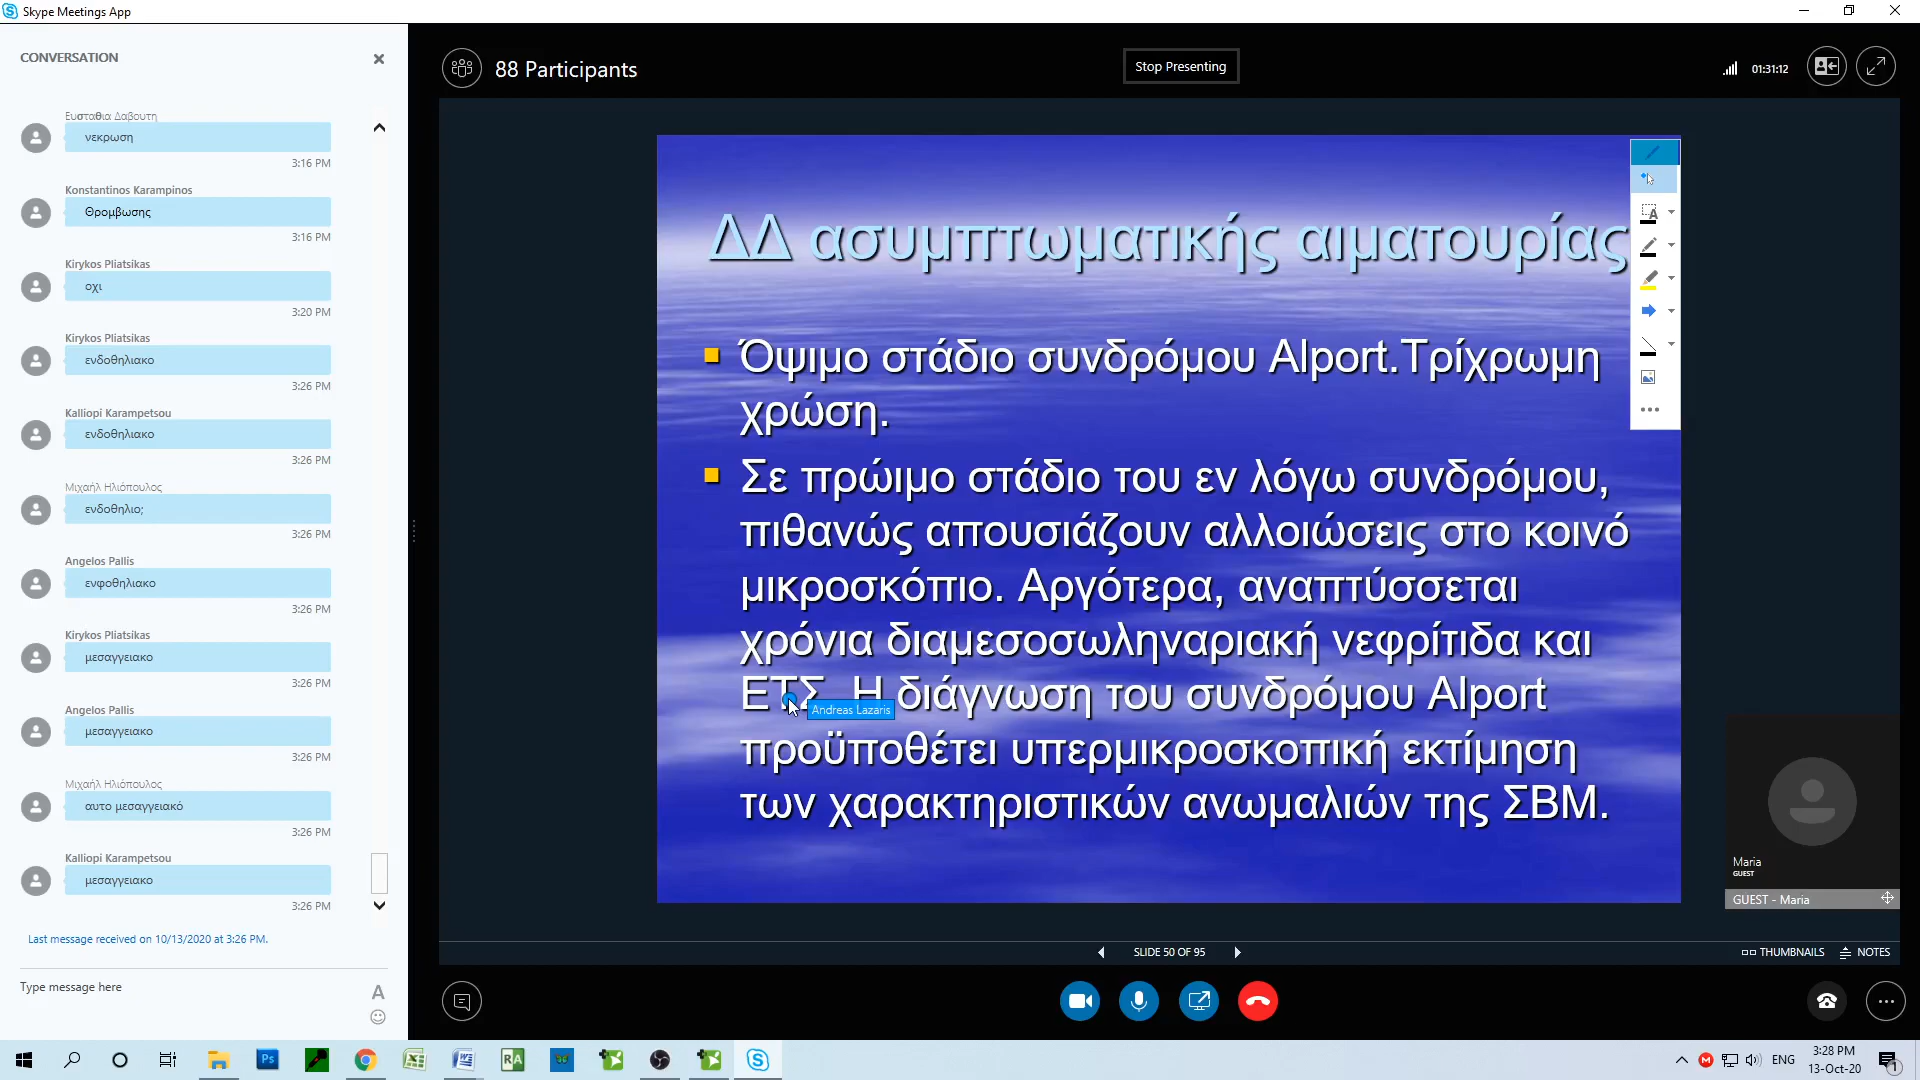 Skype Meetings App
CONVERSATION
Ευσταθια Δαβουτη
νεκρωση
3:16 PM
Konstantinos Karampinos
Θρομβωσης
3:16 PM
Kirykos Pliatsikas
οχι
3:20 PM
Kirykos Pliatsikas
ενδοθηλιακο
3:26 PM
Kalliopi Karampetsou
ενδοθηλιακο
3:26 PM
Μιχαήλ Ηλιόπουλος
ενδοθηλιο;
3:26 PM
Angelos Pallis
ενφοθηλιακο
3:26 PM
Kirykos Pliatsikas
μεσαγγειακο
3:26 PM
Angelos Pallis
μεσαγγειακο
3:26 PM
Μιχαήλ Ηλιόπουλος
αυτο μεσαγγειακό
3:26 PM
Kalliopi Karampetsou
μεσαγγειακο
3:26 PM
Last message received on 10/13/2020 at 3:26 PM.
Type message here
88 Participants
Stop Presenting
01:31:12
ΔΔ ασυμπτωματικής αιματουρίας
Όψιμο στάδιο συνδρόμου Alport.Τρίχρωμη
χρώση.
Σε πρώιμο στάδιο του εν λόγω συνδρόμου,
πιθανώς απουσιάζουν αλλοιώσεις στο κοινό
μικροσκόπιο. Αργότερα, αναπτύσσεται
χρόνια διαμεσοσωληναριακή νεφρίτιδα και
ΕΤΣ. Η διάγνωση του συνδρόμου Alport
Andreas Lazaris
προϋποθέτει υπερμικροσκοπική εκτίμηση
των χαρακτηριστικών ανωμαλιών της ΣΒΜ.
Maria
GUEST
GUEST - Maria
SLIDE 50 OF 95
THUMBNAILS
NOTES
ENG
3:28 PM
13-Oct-20